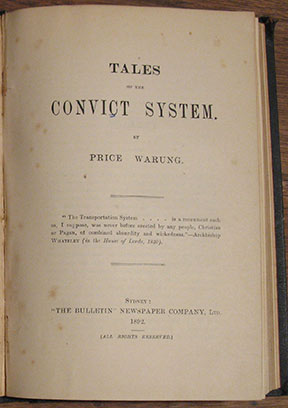 TALES
OF THE
CONVICT SYSTEM.
BY
PRICE WARUNG.
"The Transportation System . . . . is a monument such
as, I suppose, was never before erected by any people, Christian
or Pagan, of combined absurdity and wickedness."—Archbishop
WHATELEY (in the House of Lords, 1840).
SYDNEY:
"THE BULLETIN" NEWSPAPER COMPANY, LTD.
1892.
(ALL RIGHTS RESERVED.)